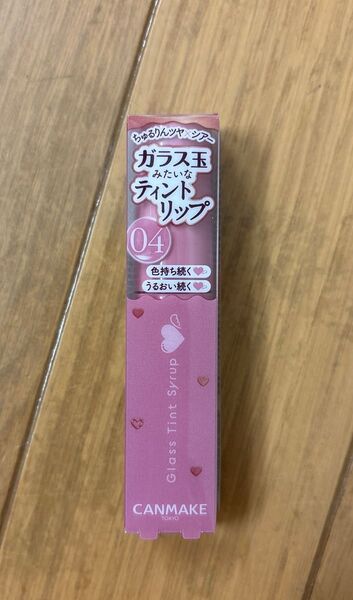 ちゅるりんツヤ×シアー
ガラス玉
みたいな
ティント
リップ
04
色持ち続く
うるおい続く
Glass Tint Syrup
CANMAKE
TOKYO